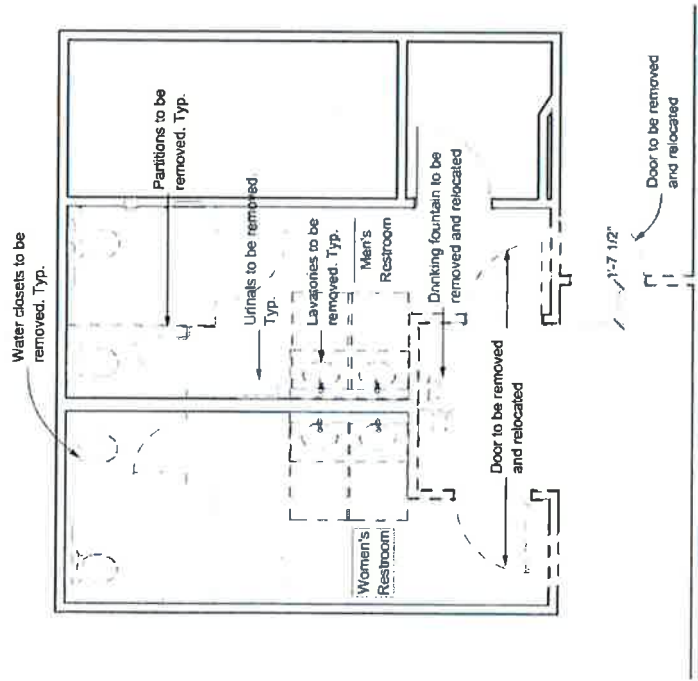 Water closets to be
removed. Typ.
Partitions to be
removed. Typ.
Urinals to be removed.
Typ.
Lavatories to be
removed. Typ.
Men's
Restroom
Drinking fountain to be
removed and relocated
Women's
Restroom
Door to be removed
and relocated
1'-7 1/2"
Door to be removed
and relocated